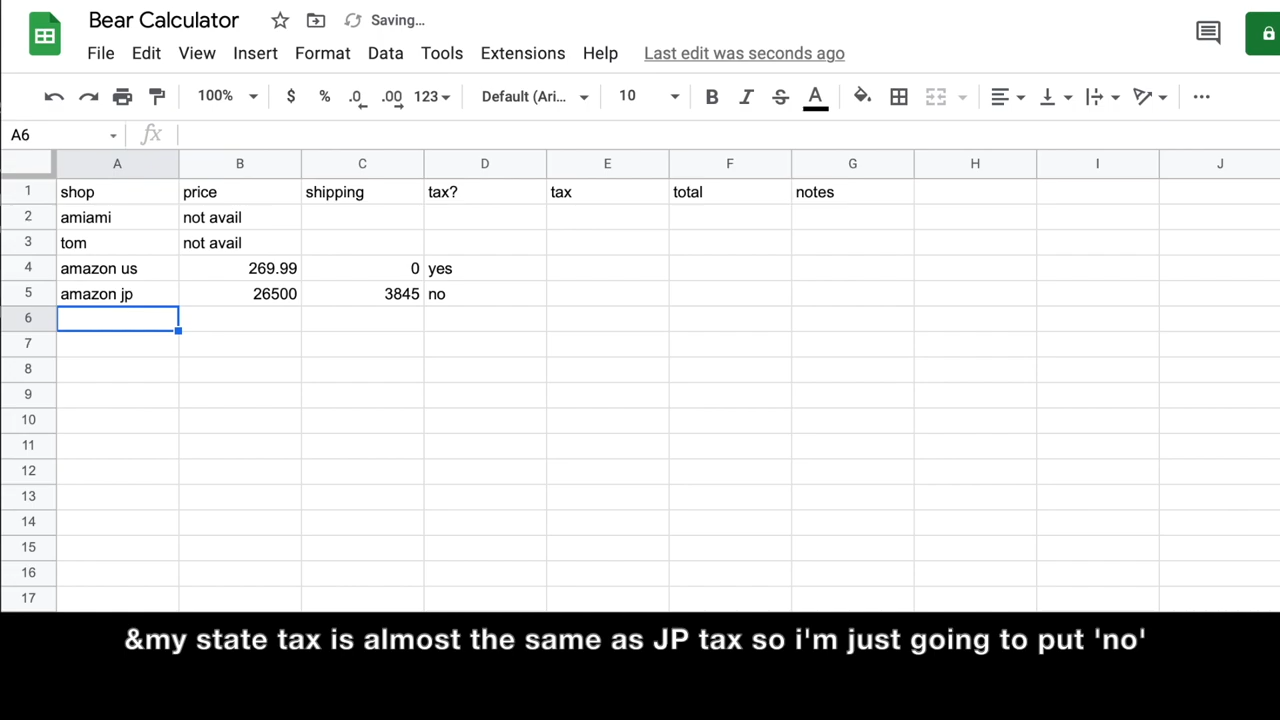 Bear Calculator Saving...
File Edit View Insert Format Data Tools Extensions Help Last edit was seconds ago
100% $ % .0 .00 123 Default (Ari... 10 B I S A ...
A6 fx
A B C D E F G H I J
1 shop price shipping tax? tax total notes
2 amiami not avail
3 tom not avail
4 amazon us 269.99 0 yes
5 amazon jp 26500 3845 no
6
7
8
9
10
11
12
13
14
15
16
17
&my state tax is almost the same as JP tax so i'm just going to put 'no'